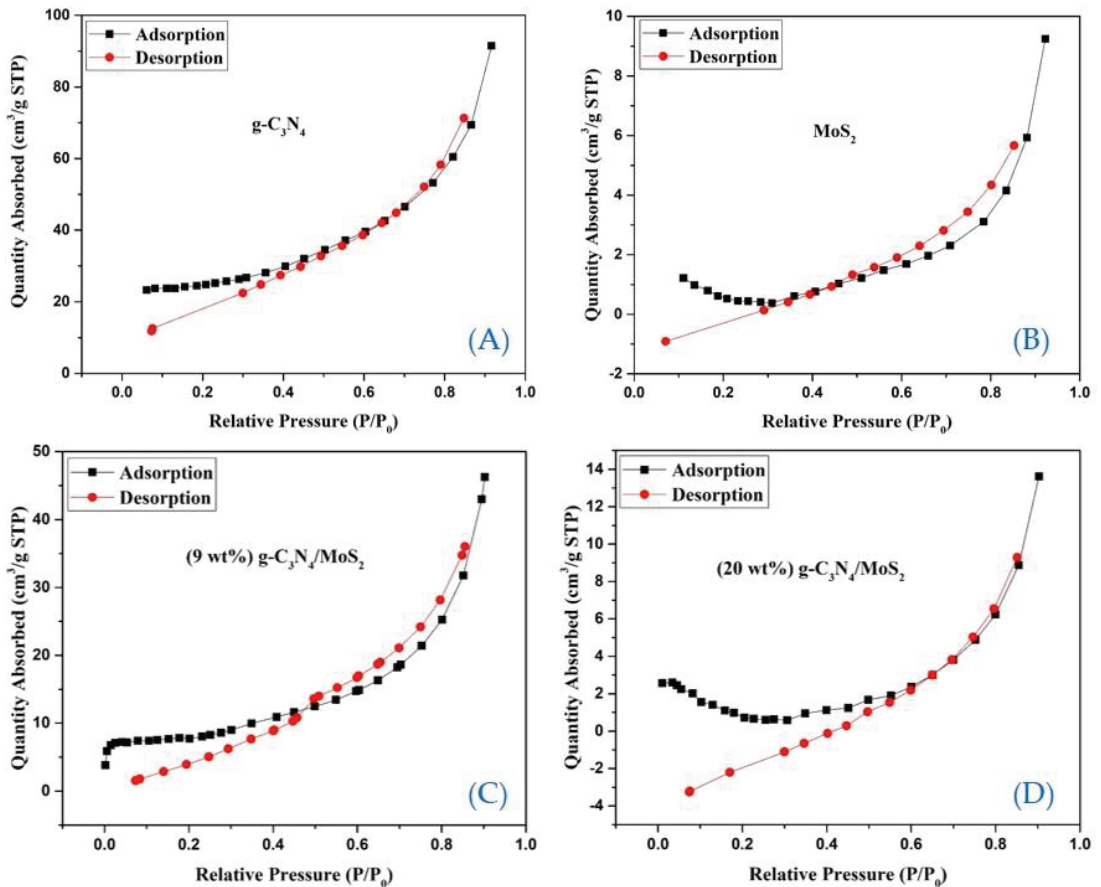 Adsorption
Desorption
g-C₃N₄
100
80
60
40
20
0
Quantity Absorbed (cm³/g STP)
0.0 0.2 0.4 0.6 0.8 1.0
Relative Pressure (P/P₀)
(A)
Adsorption
Desorption
MoS₂
10
8
6
4
2
0
-2
Quantity Absorbed (cm³/g STP)
0.0 0.2 0.4 0.6 0.8 1.0
Relative Pressure (P/P₀)
(B)
Adsorption
Desorption
(9 wt%) g-C₃N₄/MoS₂
50
40
30
20
10
0
Quantity Absorbed (cm³/g STP)
0.0 0.2 0.4 0.6 0.8 1.0
Relative Pressure (P/P₀)
(C)
Adsorption
Desorption
(20 wt%) g-C₃N₄/MoS₂
14
12
10
8
6
4
2
0
-2
-4
Quantity Absorbed (cm³/g STP)
0.0 0.2 0.4 0.6 0.8 1.0
Relative Pressure (P/P₀)
(D)